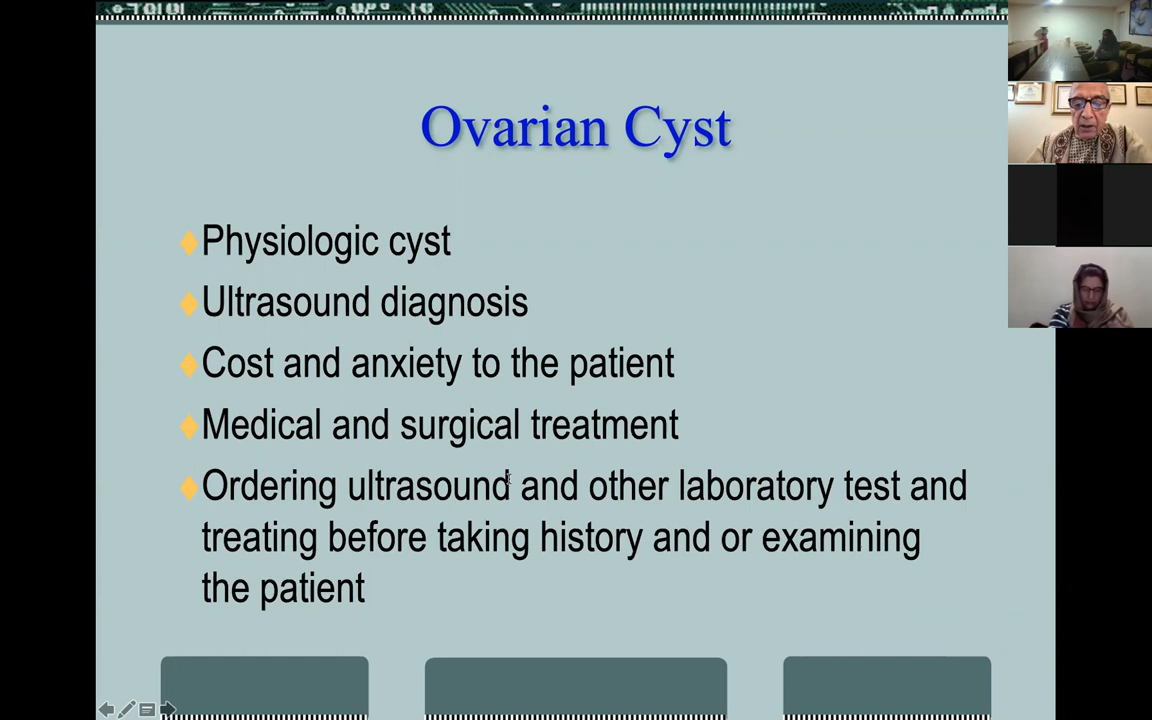 Ovarian Cyst
Physiologic cyst
Ultrasound diagnosis
Cost and anxiety to the patient
Medical and surgical treatment
Ordering ultrasound and other laboratory test and
treating before taking history and or examining
the patient